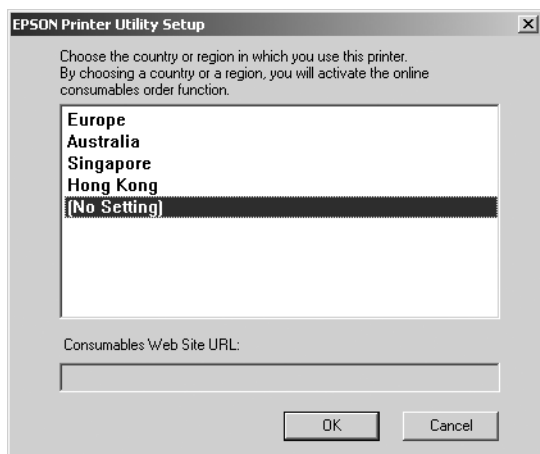 EPSON Printer Utility Setup
Choose the country or region in which you use this printer.
By choosing a country or a region, you will activate the online
consumables order function.
Europe
Australia
Singapore
Hong Kong
(No Setting)
Consumables Web Site URL:
OK
Cancel